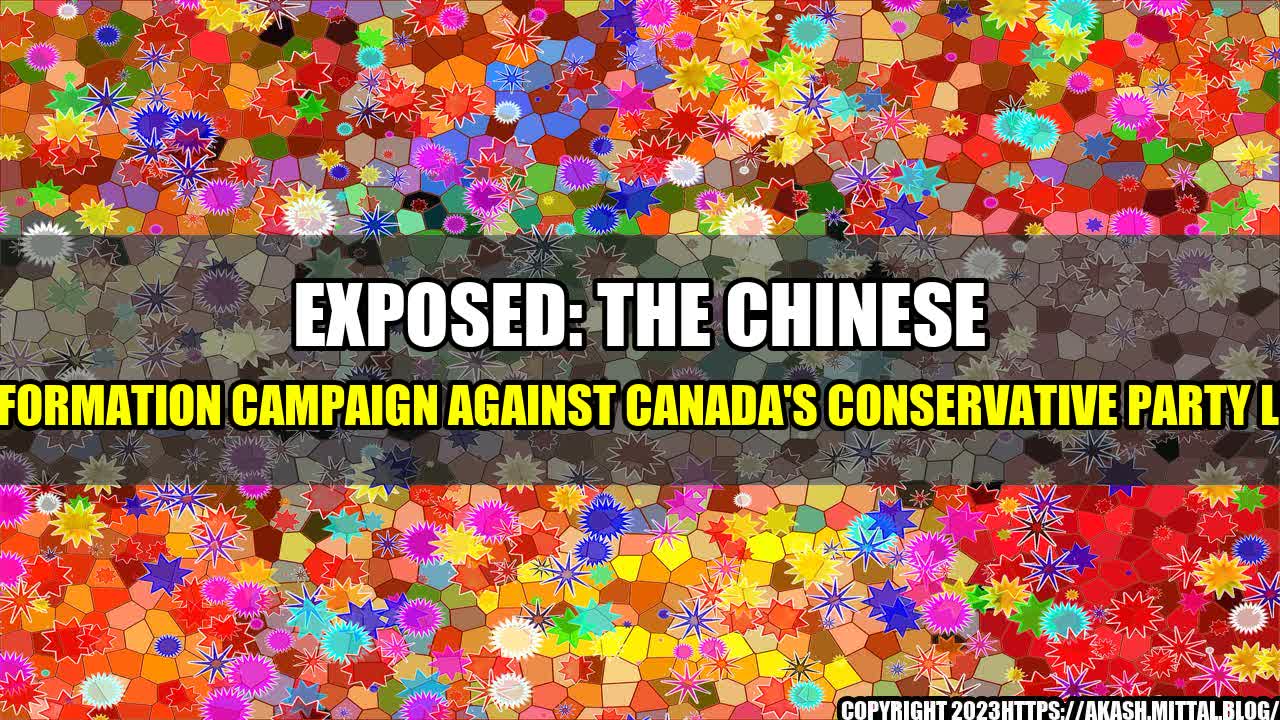 EXPOSED: THE CHINESE
FORMATION CAMPAIGN AGAINST CANADA'S CONSERVATIVE PARTY L
COPYRIGHT 2023HTTPS://AKASH.MITTAL.BLOG/